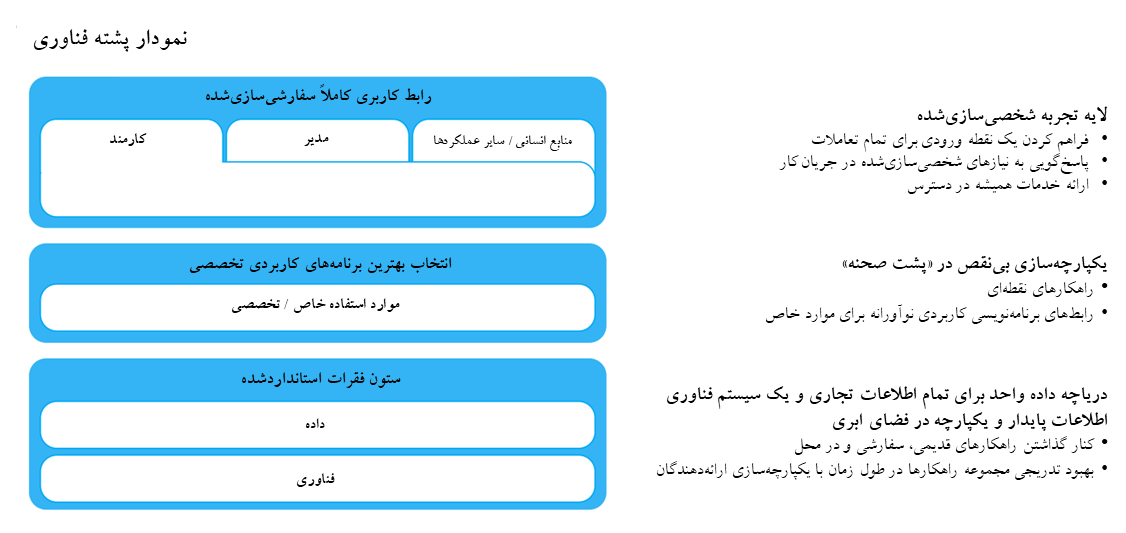 نمودار پشته فناوری
رابط کاربری کاملاً سفارشی‌سازی‌شده
منابع انسانی / سایر عملکردها
مدیر
کارمند
لایه تجربه شخصی‌سازی‌شده
• فراهم کردن یک نقطه ورودی برای تمام تعاملات
• پاسخ‌گویی به نیازهای شخصی‌سازی‌شده در جریان کار
• ارائه خدمات همیشه در دسترس
انتخاب بهترین برنامه‌های کاربردی تخصصی
موارد استفاده خاص / تخصصی
یکپارچه‌سازی بی‌نقص در «پشت صحنه»
• راهکارهای نقطه‌ای
• رابط‌های برنامه‌نویسی کاربردی نوآورانه برای موارد خاص
ستون فقرات استانداردشده
داده
فناوری
دریاچه داده واحد برای تمام اطلاعات تجاری و یک سیستم فناوری
اطلاعات پایدار و یکپارچه در فضای ابری
• کنار گذاشتن راهکارهای قدیمی، سفارشی و در محل
• بهبود تدریجی مجموعه راهکارها در طول زمان با یکپارچه‌سازی ارائه‌دهندگان